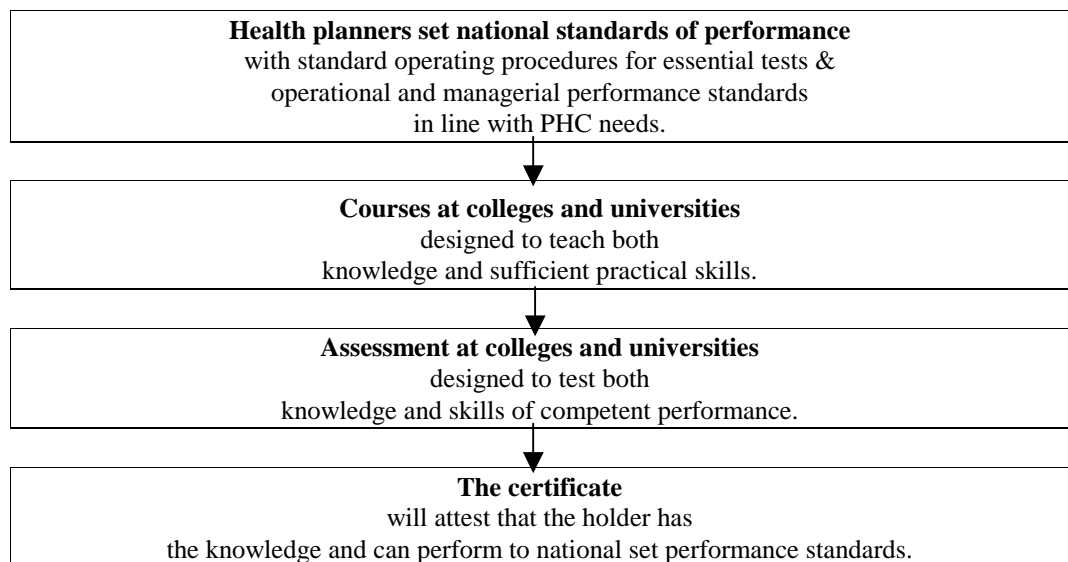 Health planners set national standards of performance
with standard operating procedures for essential tests &
operational and managerial performance standards
in line with PHC needs.
Courses at colleges and universities
designed to teach both
knowledge and sufficient practical skills.
Assessment at colleges and universities
designed to test both
knowledge and skills of competent performance.
The certificate
will attest that the holder has
the knowledge and can perform to national set performance standards.